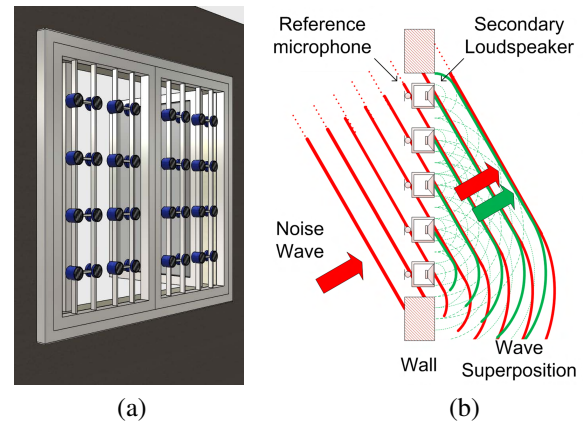 Reference
microphone
Secondary
Loudspeaker
Noise
Wave
Wall
Wave
Superposition
(a)
(b)